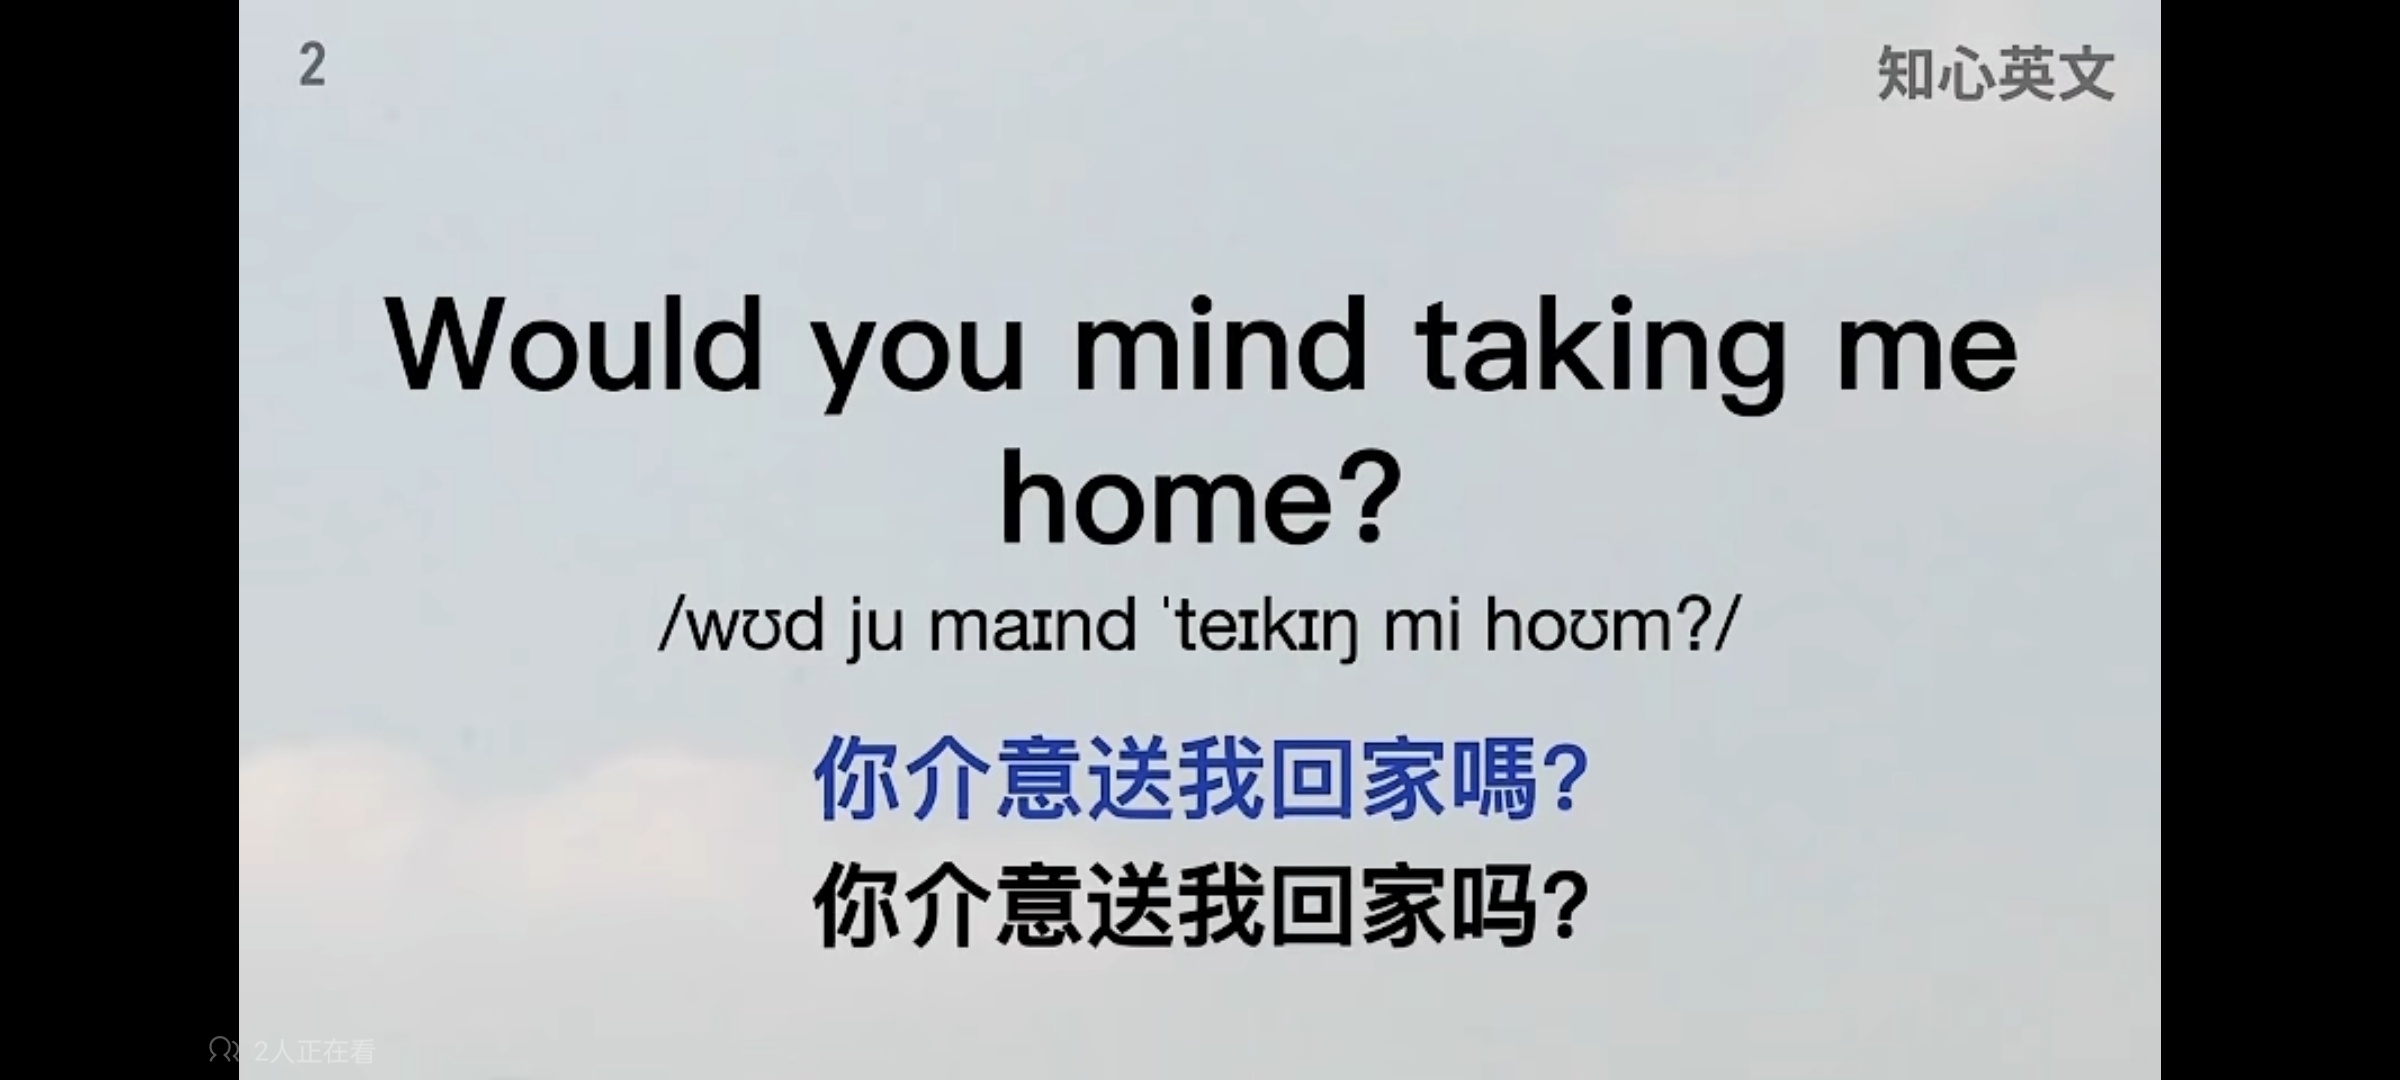 2
知心英文
Would you mind taking me
home?
/wʊd ju maɪnd ˈteɪkɪŋ mi hoʊm?/
你介意送我回家嗎?
你介意送我回家吗?
2人正在看